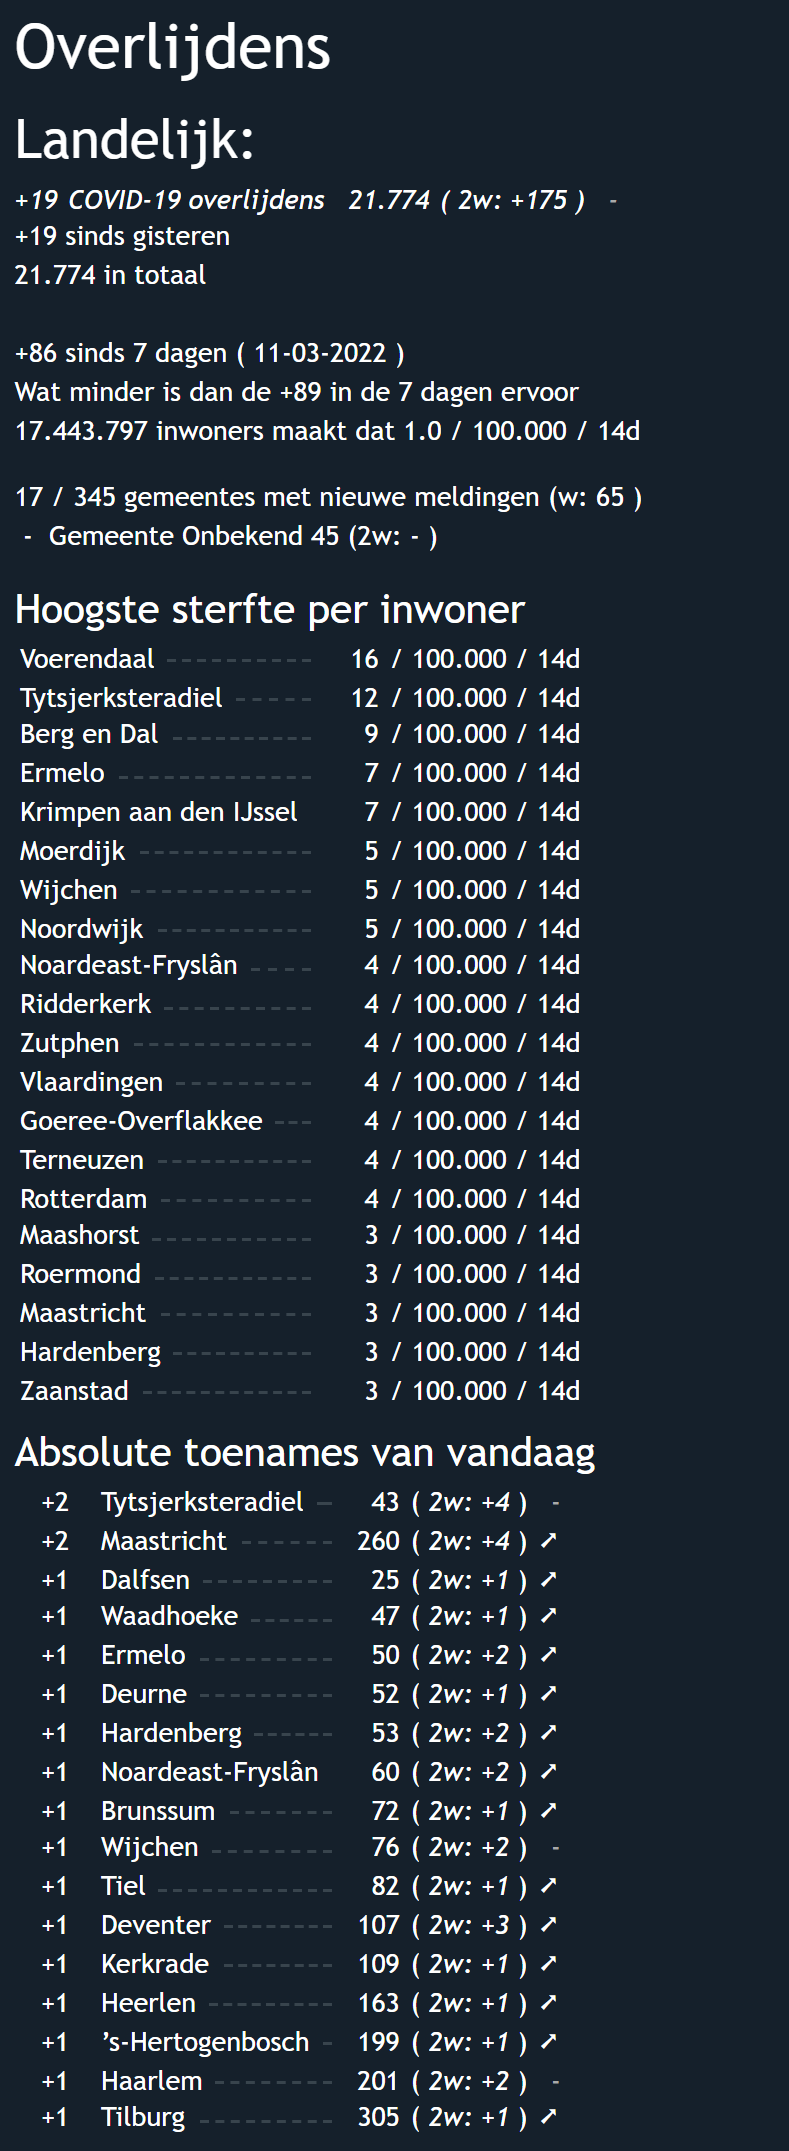 Overlijdens
Landelijk:
+19 COVID-19 overlijdens 21.774 ( 2w: +175 ) -
+19 sinds gisteren
21.774 in totaal
+86 sinds 7 dagen ( 11-03-2022 )
Wat minder is dan de +89 in de 7 dagen ervoor
17.443.797 inwoners maakt dat 1.0 / 100.000 / 14d
17 / 345 gemeentes met nieuwe meldingen (w: 65 )
- Gemeente Onbekend 45 (2w: - )
Hoogste sterfte per inwoner
Voerendaal ---------- 16 / 100.000 / 14d
Tytsjerksteradiel ----- 12 / 100.000 / 14d
Berg en Dal ---------- 9 / 100.000 / 14d
Ermelo ------------- 7 / 100.000 / 14d
Krimpen aan den IJssel 7 / 100.000 / 14d
Moerdijk ------------ 5 / 100.000 / 14d
Wijchen ------------ 5 / 100.000 / 14d
Noordwijk ----------- 5 / 100.000 / 14d
Noardeast-Fryslân ---- 4 / 100.000 / 14d
Ridderkerk ---------- 4 / 100.000 / 14d
Zutphen ------------ 4 / 100.000 / 14d
Vlaardingen --------- 4 / 100.000 / 14d
Goeree-Overflakkee --- 4 / 100.000 / 14d
Terneuzen ----------- 4 / 100.000 / 14d
Rotterdam ---------- 4 / 100.000 / 14d
Maashorst ----------- 3 / 100.000 / 14d
Roermond ----------- 3 / 100.000 / 14d
Maastricht ---------- 3 / 100.000 / 14d
Hardenberg ---------- 3 / 100.000 / 14d
Zaanstad ------------ 3 / 100.000 / 14d
Absolute toenames van vandaag
+2 Tytsjerksteradiel - 43 ( 2w: +4 ) -
+2 Maastricht ------- 260 ( 2w: +4 ) ➚
+1 Dalfsen --------- 25 ( 2w: +1 ) ➚
+1 Waadhoeke ------ 47 ( 2w: +1 ) ➚
+1 Ermelo --------- 50 ( 2w: +2 ) ➚
+1 Deurne --------- 52 ( 2w: +1 ) ➚
+1 Hardenberg ------ 53 ( 2w: +2 ) ➚
+1 Noardeast-Fryslân 60 ( 2w: +2 ) ➚
+1 Brunssum ------- 72 ( 2w: +1 ) ➚
+1 Wijchen --------- 76 ( 2w: +2 ) -
+1 Tiel ------------ 82 ( 2w: +1 ) ➚
+1 Deventer -------- 107 ( 2w: +3 ) ➚
+1 Kerkrade -------- 109 ( 2w: +1 ) ➚
+1 Heerlen --------- 163 ( 2w: +1 ) ➚
+1 ’s-Hertogenbosch - 199 ( 2w: +1 ) ➚
+1 Haarlem -------- 201 ( 2w: +2 ) -
+1 Tilburg --------- 305 ( 2w: +1 ) ➚